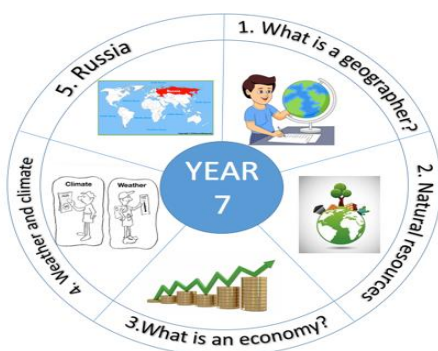 1. What is a geographer?
2. Natural resources
3.What is an economy?
4. Weather and climate
5. Russia
YEAR
7
Climate
Weather